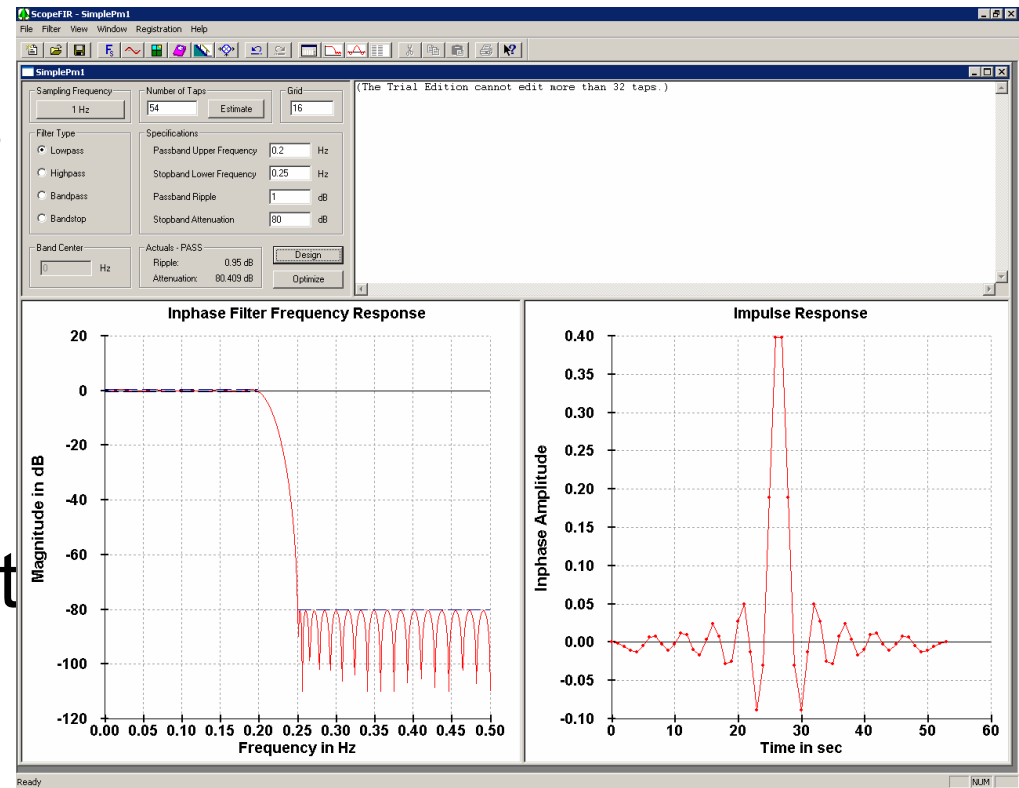 ScopeFIR - SimplePm1
File Filter View Window Registration Help
SimplePm1
Sampling Frequency
1 Hz
Number of Taps
54
Estimate
Grid
16
(The Trial Edition cannot edit more than 32 taps.)
Filter Type
Lowpass
Highpass
Bandpass
Bandstop
Specifications
Passband Upper Frequency 0.2 Hz
Stopband Lower Frequency 0.25 Hz
Passband Ripple 1 dB
Stopband Attenuation 80 dB
Band Center
0 Hz
Actuals - PASS
Ripple: 0.95 dB
Attenuation: 80.409 dB
Design
Optimize
Inphase Filter Frequency Response
Magnitude in dB
20
0
-20
-40
-60
-80
-100
-120
0.00 0.05 0.10 0.15 0.20 0.25 0.30 0.35 0.40 0.45 0.50
Frequency in Hz
Impulse Response
Inphase Amplitude
0.40
0.35
0.30
0.25
0.20
0.15
0.10
0.05
0.00
-0.05
-0.10
0 10 20 30 40 50 60
Time in sec
t
Ready
NUM